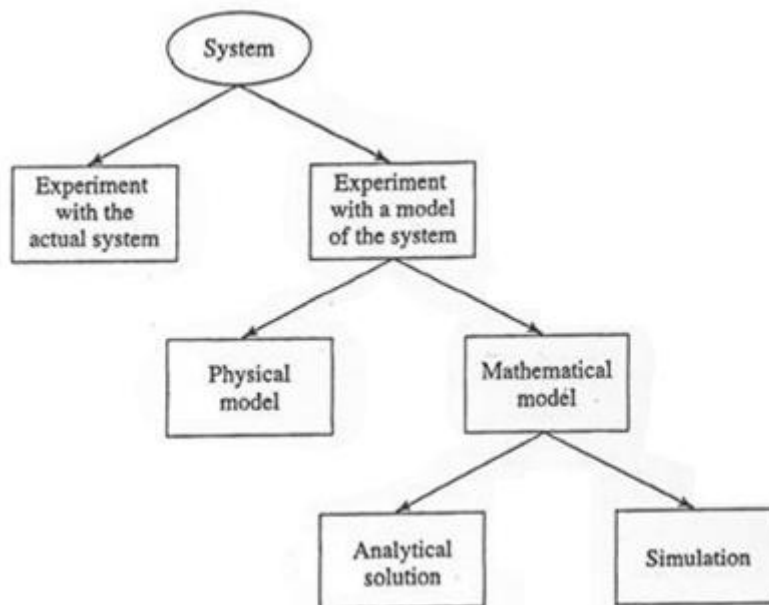 System
Experiment
with the
actual system
Experiment
with a model
of the system
Physical
model
Mathematical
model
Analytical
solution
Simulation